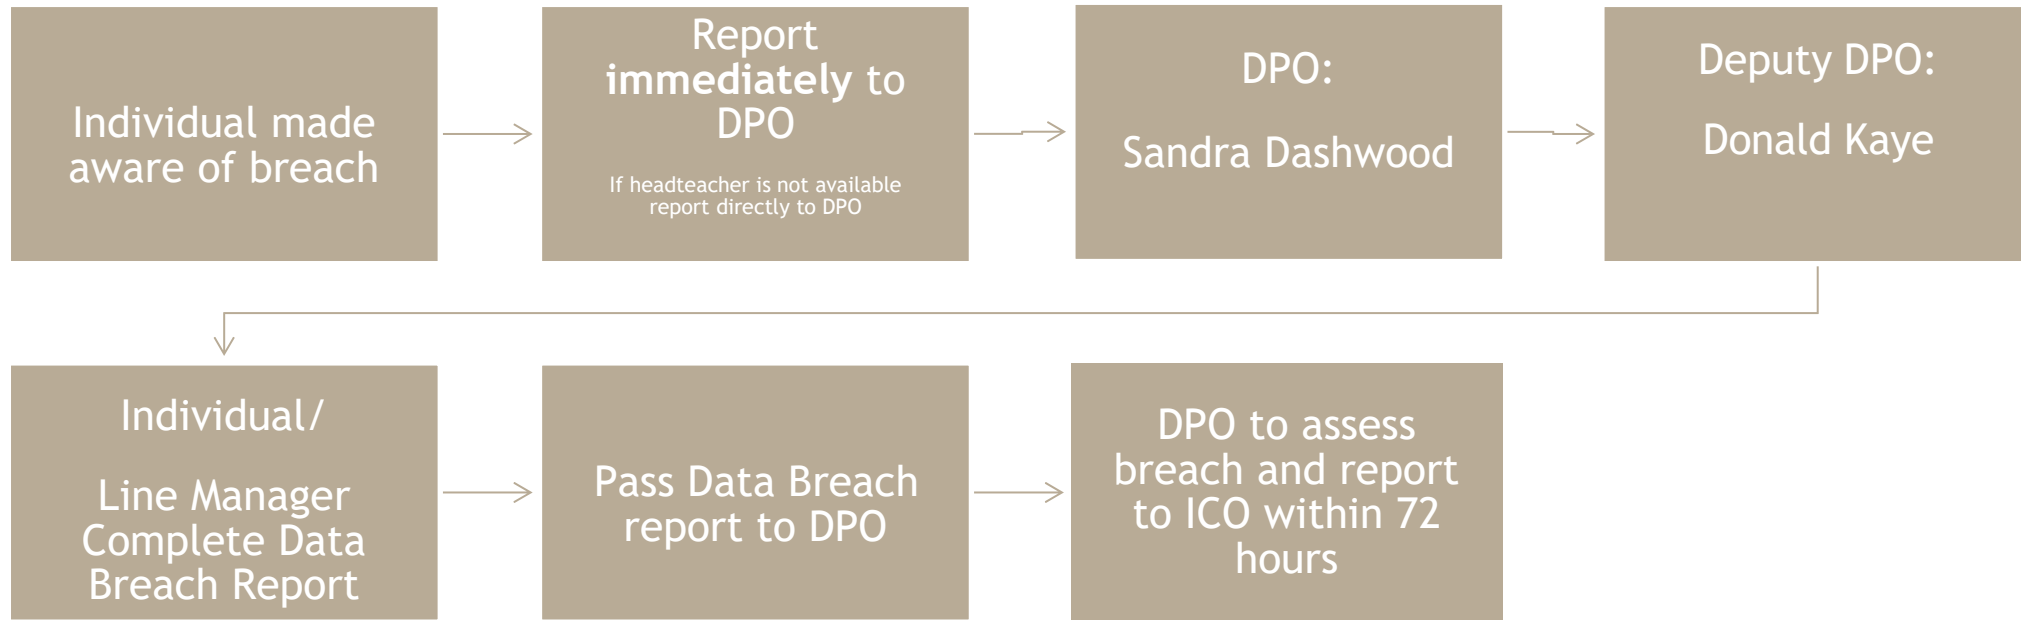 Individual made
aware of breach
Report
immediately to
DPO
If headteacher is not available
report directly to DPO
DPO:
Sandra Dashwood
Deputy DPO:
Donald Kaye
Individual/
Line Manager
Complete Data
Breach Report
Pass Data Breach
report to DPO
DPO to assess
breach and report
to ICO within 72
hours